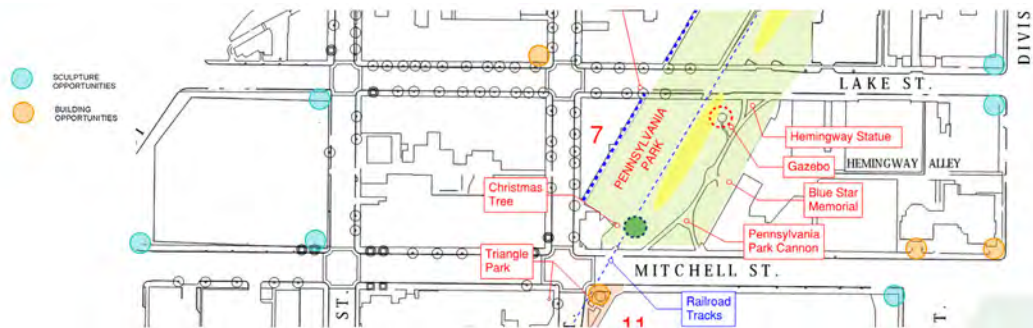 SCULPTURE
OPPORTUNITIES
BUILDING
OPPORTUNITIES
DIVIS
LAKE ST.
7
PENNSYLVANIA
PARK
Hemingway Statue
Gazebo
HEMINGWAY ALLEY
Christmas
Tree
Blue Star
Memorial
Pennsylvania
Park Cannon
Triangle
Park
MITCHELL ST.
Railroad
Tracks
ST.
T.
11